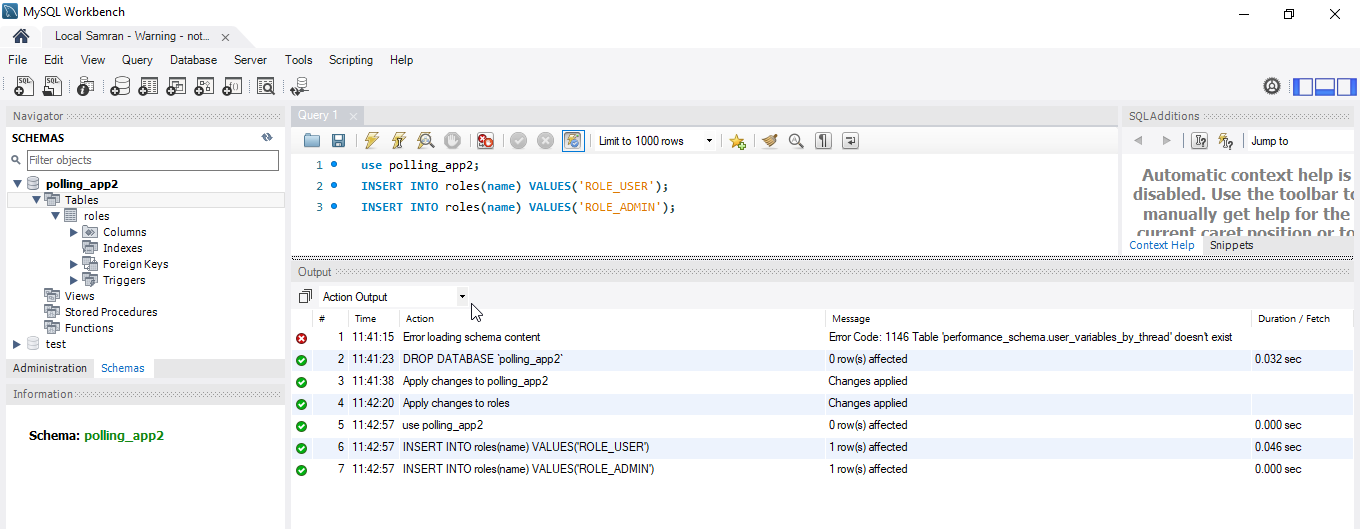 MySQL Workbench
Local Samran - Warning - not...
File Edit View Query Database Server Tools Scripting Help
Navigator
SCHEMAS
Filter objects
polling_app2
Tables
roles
Columns
Indexes
Foreign Keys
Triggers
Views
Stored Procedures
Functions
test
Administration Schemas
Information
Schema: polling_app2
Query 1
Limit to 1000 rows
1 use polling_app2;
2 INSERT INTO roles(name) VALUES('ROLE_USER');
3 INSERT INTO roles(name) VALUES('ROLE_ADMIN');
SQLAdditions
Jump to
Automatic context help is
disabled. Use the toolbar to
manually get help for the
current caret position or to
Context Help Snippets
Output
Action Output
# Time Action Message Duration / Fetch
1 11:41:15 Error loading schema content Error Code: 1146 Table 'performance_schema.user_variables_by_thread' doesn't exist
2 11:41:23 DROP DATABASE `polling_app2` 0 row(s) affected 0.032 sec
3 11:41:38 Apply changes to polling_app2 Changes applied
4 11:42:20 Apply changes to roles Changes applied
5 11:42:57 use polling_app2 0 row(s) affected 0.000 sec
6 11:42:57 INSERT INTO roles(name) VALUES('ROLE_USER') 1 row(s) affected 0.046 sec
7 11:42:57 INSERT INTO roles(name) VALUES('ROLE_ADMIN') 1 row(s) affected 0.000 sec